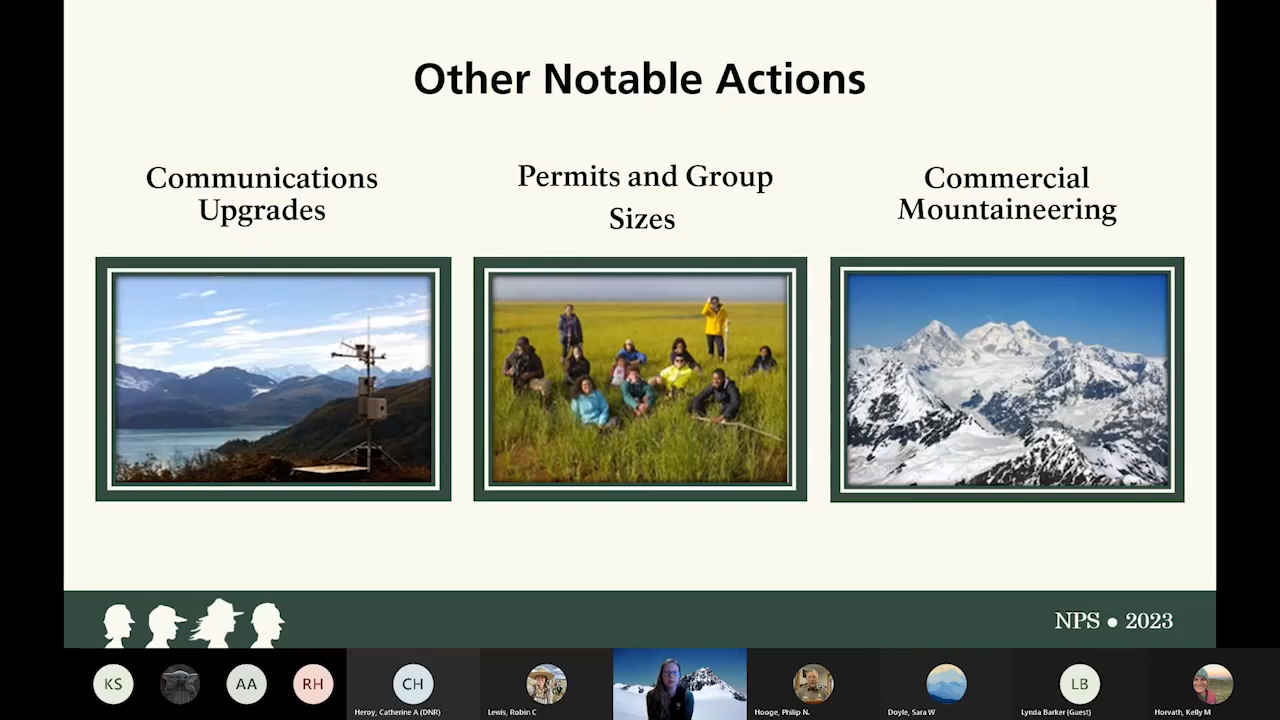 Other Notable Actions
Communications
Upgrades
Permits and Group
Sizes
Commercial
Mountaineering
NPS • 2023
KS
AA
RH
CH
LB
Heroy, Catherine A (DNR)
Lewis, Robin C
Hooge, Philip N.
Doyle, Sara W
Lynda Barker (Guest)
Horvath, Kelly M